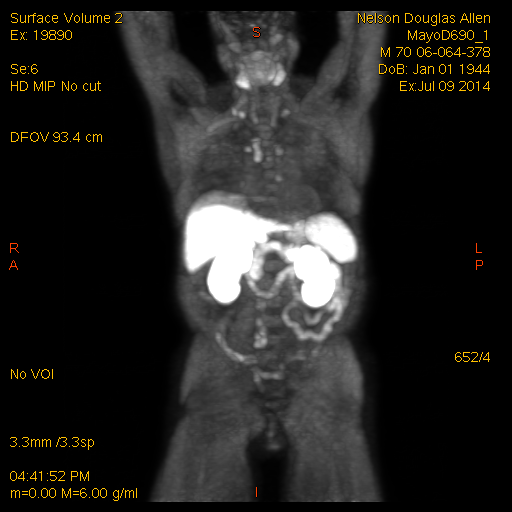 Surface Volume 2
Ex: 19890
Se:6
HD MIP No cut
DFOV 93.4 cm
Nelson Douglas Allen
MayoD690_1
M 70 06-064-378
DoB: Jan 01 1944
Ex:Jul 09 2014
S
R
A
L
P
652/4
No VOI
3.3mm /3.3sp
04:41:52 PM
m=0.00 M=6.00 g/ml
I